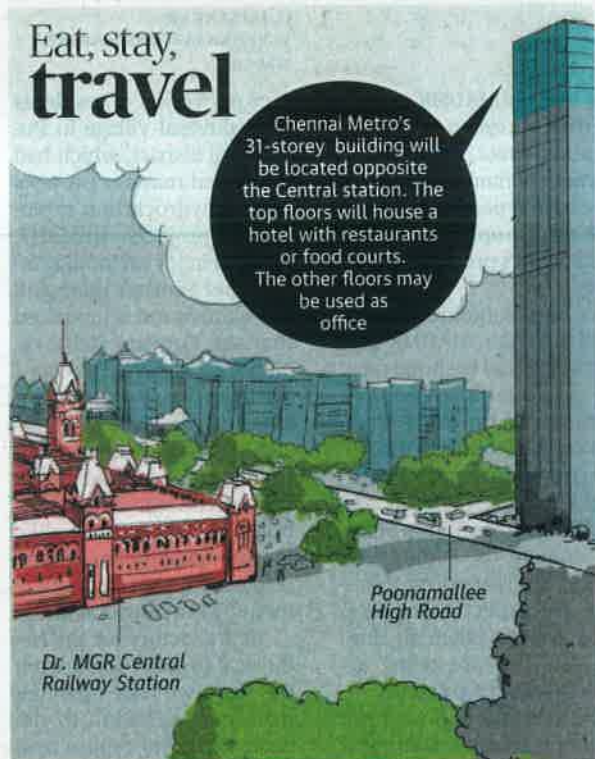 Eat, stay,
travel
Chennai Metro's
31-storey building will
be located opposite
the Central station. The
top floors will house a
hotel with restaurants
or food courts.
The other floors may
be used as
office
Poonamallee
High Road
Dr. MGR Central
Railway Station